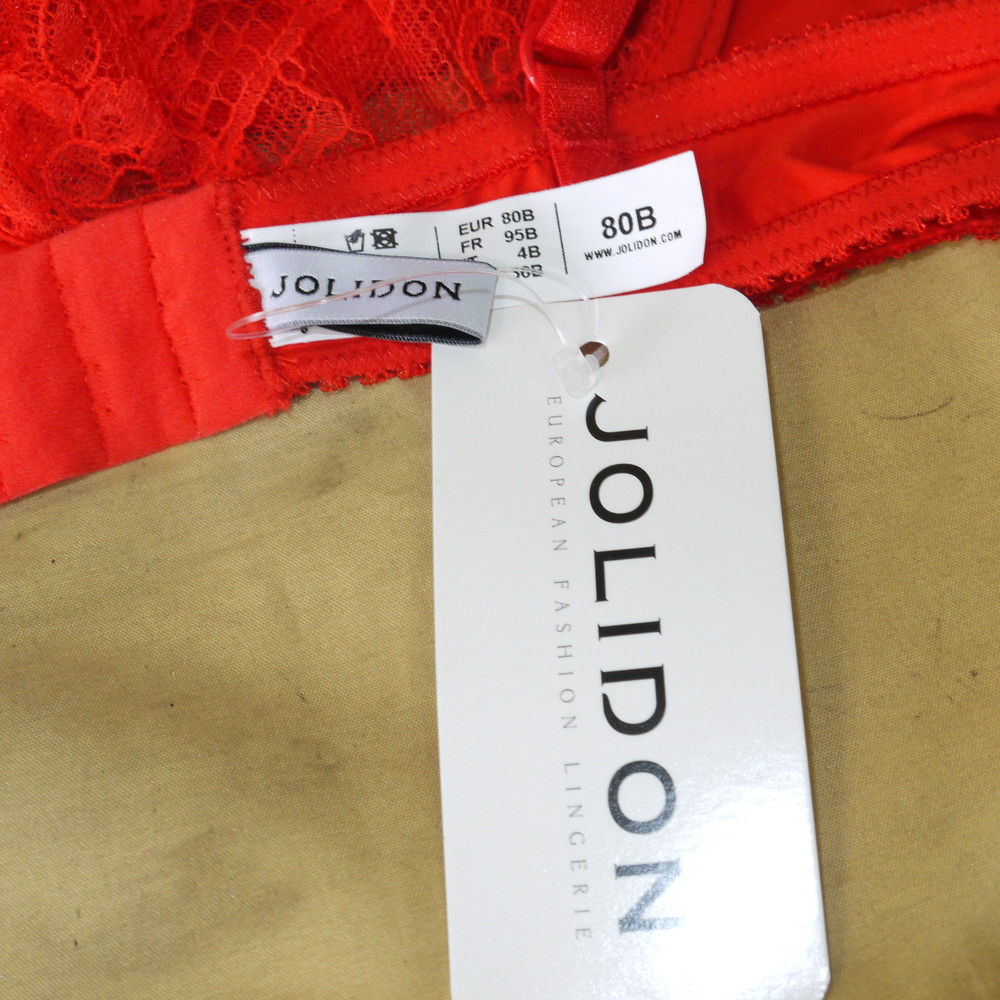 EUR 80B
FR 95B
4B
80B
WWW.JOLIDON.COM
JOLIDON
JOLIDON
EUROPEAN FASHION LINGERIE